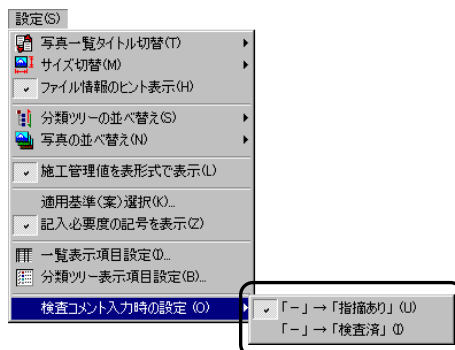 設定(S)
写真一覧タイトル切替(T)
サイズ切替(M)
ファイル情報のヒント表示(H)
分類ツリーの並べ替え(S)
写真の並べ替え(N)
施工管理値を表形式で表示(L)
適用基準(案)選択(K)...
記入必要度の記号を表示(Z)
一覧表示項目設定(I)...
分類ツリー表示項目設定(B)...
検査コメント入力時の設定 (O)
「－」→「指摘あり」(U)
「－」→「検査済」(I)